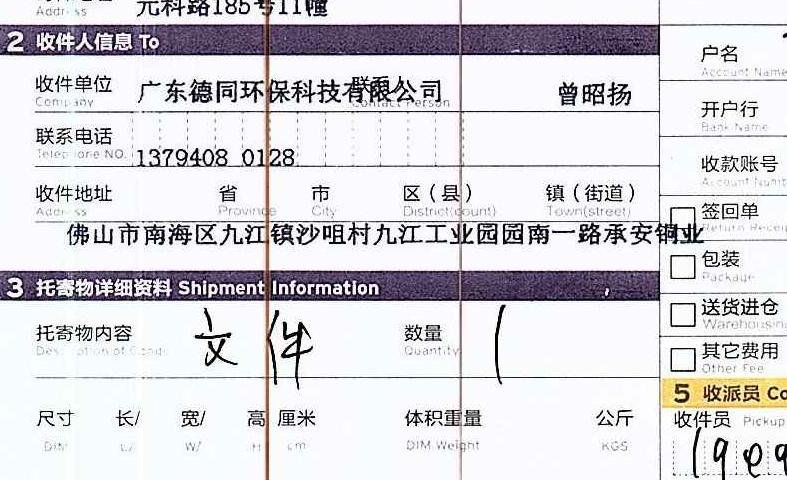 Address 元科路185号11幢
2 收件人信息 To
收件单位 广东德同环保科技有限公司 联系人 曾昭扬
Company Contact Person
联系电话
Telephone NO. 1379408 0128
收件地址 省 市 区（县） 镇（街道）
Address Province City District(count) Town(street)
佛山市南海区九江镇沙咀村九江工业园园南一路承安铜业
3 托寄物详细资料 Shipment Information
托寄物内容 文件 数量 1
Description of Goods Quantity
尺寸 长/ 宽/ 高 厘米 体积重量 公斤
DIM L/ W/ H cm DIM Weight KGS
户名
Account Name
开户行
Bank Name
收款账号
Account Numb
签回单
Return Receip
包装
Package
送货进仓
Warehousing
其它费用
Other Fee
5 收派员 Co
收件员 Pickup